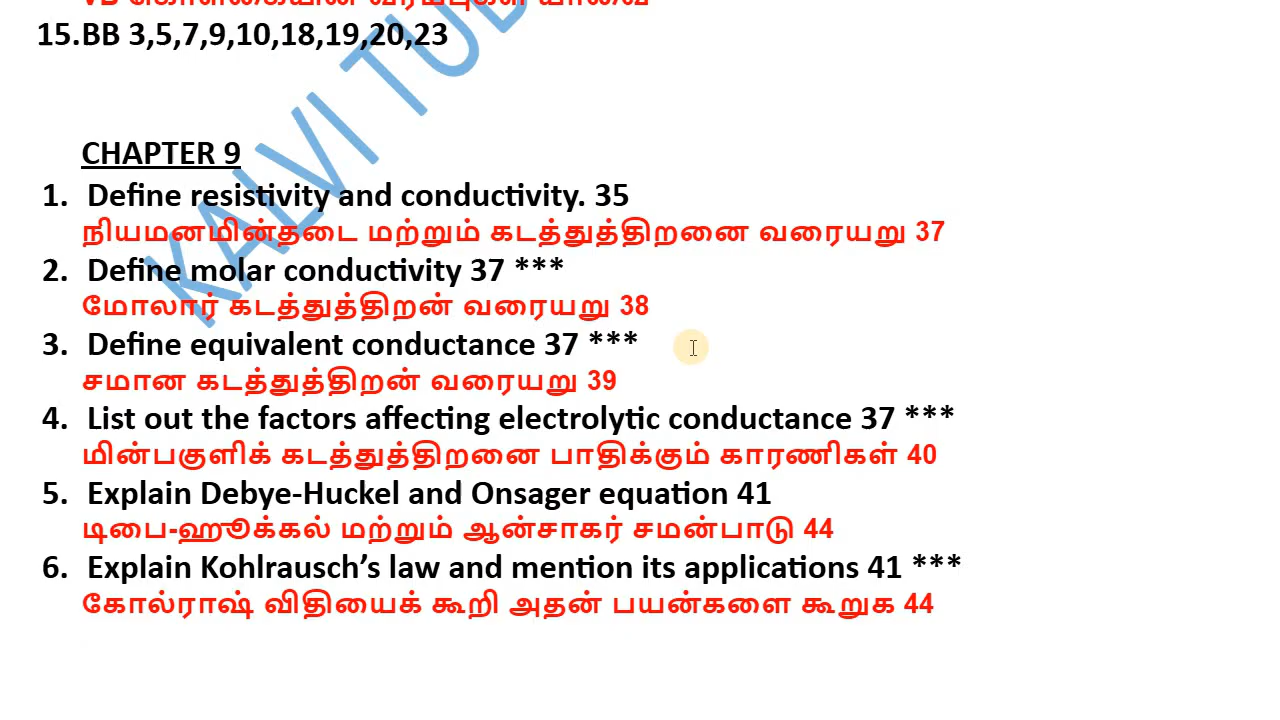 15.BB 3,5,7,9,10,18,19,20,23
KALVI TUB
CHAPTER 9
1. Define resistivity and conductivity. 35
நியமனமின்தடை மற்றும் கடத்துத்திறனை வரையறு 37
2. Define molar conductivity 37 ***
மோலார் கடத்துத்திறன் வரையறு 38
3. Define equivalent conductance 37 ***
சமான கடத்துத்திறன் வரையறு 39
4. List out the factors affecting electrolytic conductance 37 ***
மின்பகுளிக் கடத்துத்திறனை பாதிக்கும் காரணிகள் 40
5. Explain Debye-Huckel and Onsager equation 41
டிபை-ஹூக்கல் மற்றும் ஆன்சாகர் சமன்பாடு 44
6. Explain Kohlrausch’s law and mention its applications 41 ***
கோல்ராஷ் விதியைக் கூறி அதன் பயன்களை கூறுக 44